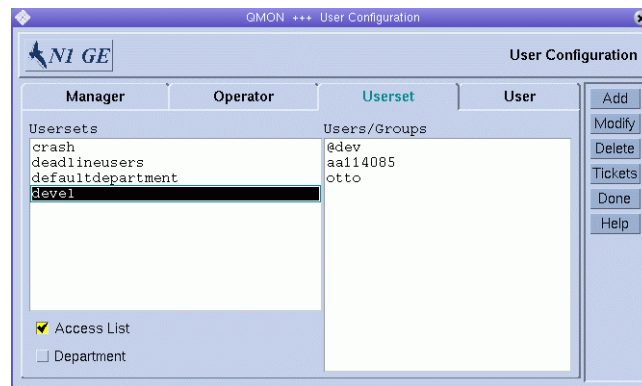 QMON +++ User Configuration
N1 GE
User Configuration
Manager Operator Userset User
Usersets
crash
deadlineusers
defaultdepartment
devel
Users/Groups
@dev
aa114085
otto
Access List
Department
Add
Modify
Delete
Tickets
Done
Help